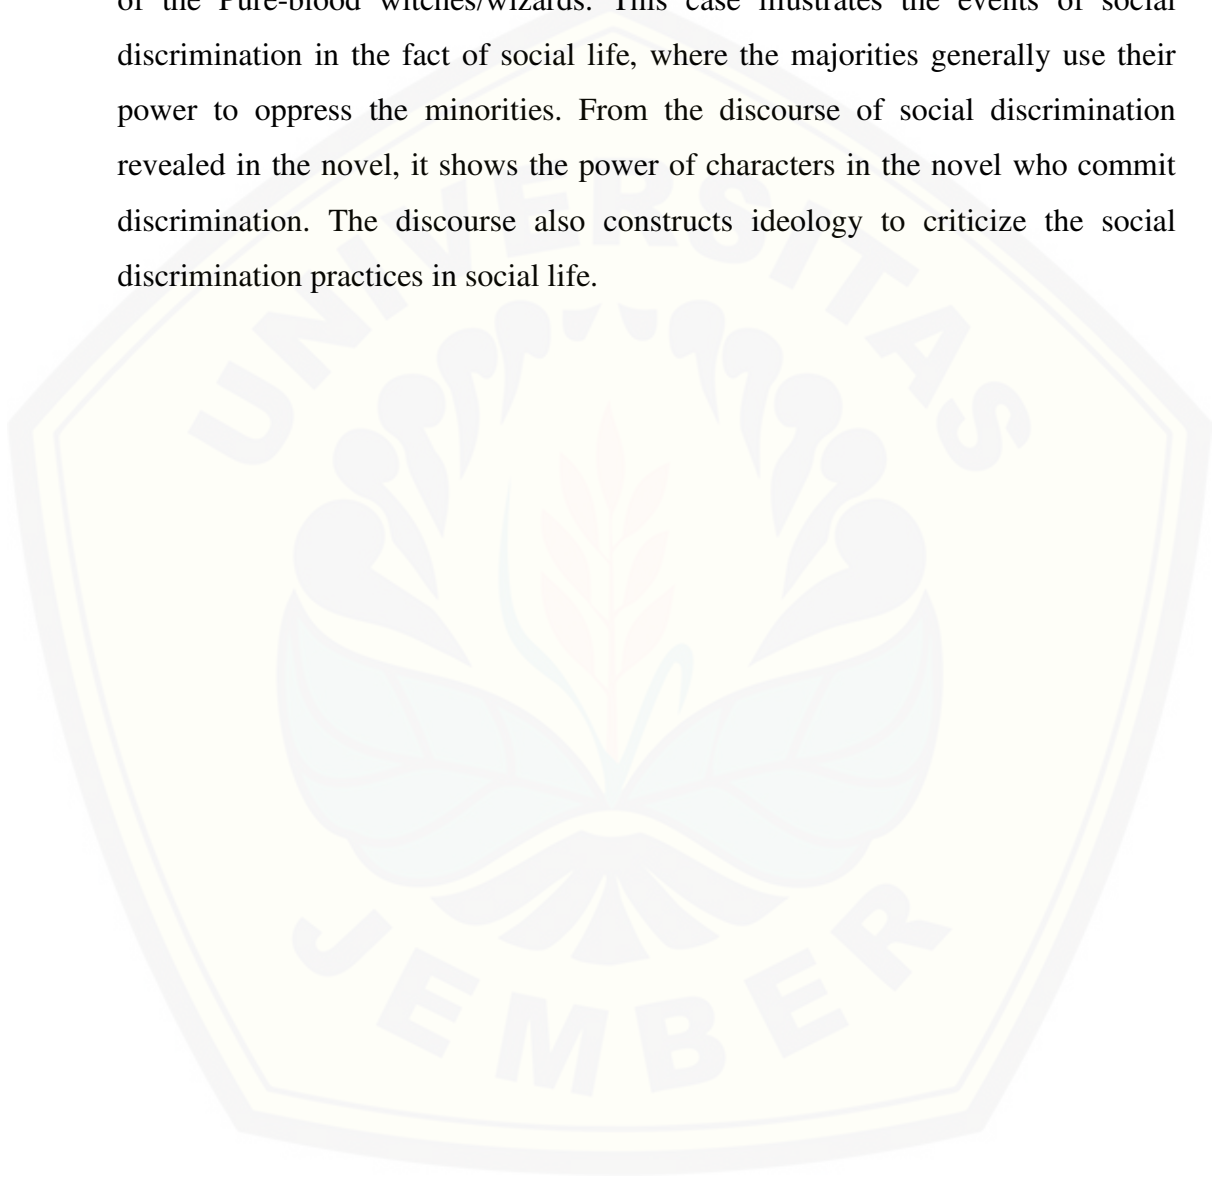 of the Pure-blood witches/wizards. This case illustrates the events of social
discrimination in the fact of social life, where the majorities generally use their
power to oppress the minorities. From the discourse of social discrimination
revealed in the novel, it shows the power of characters in the novel who commit
discrimination. The discourse also constructs ideology to criticize the social
discrimination practices in social life.
UNIVERSITAS
JEMBER